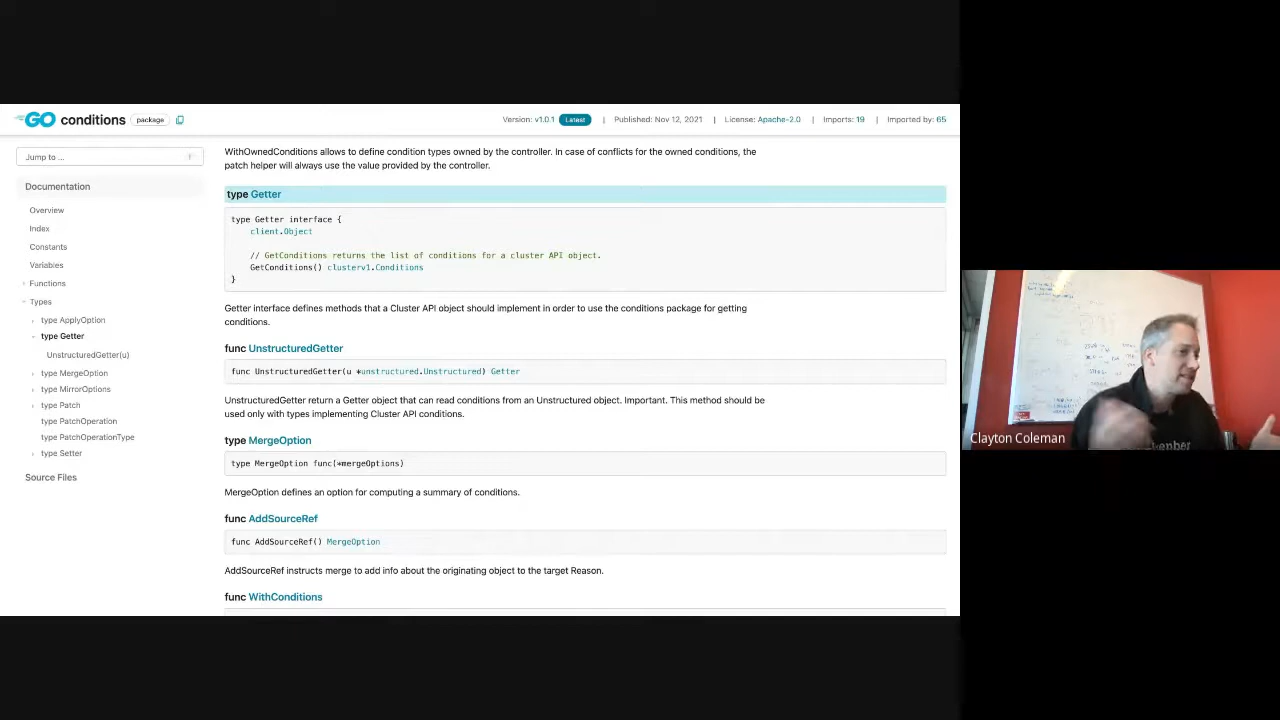 GO conditions package
Version: v1.0.1 Latest | Published: Nov 12, 2021 | License: Apache-2.0 | Imports: 19 | Imported by: 65
Jump to ...
Documentation
Overview
Index
Constants
Variables
Functions
Types
type ApplyOption
type Getter
UnstructuredGetter(u)
type MergeOption
type MirrorOptions
type Patch
type PatchOperation
type PatchOperationType
type Setter
Source Files
WithOwnedConditions allows to define condition types owned by the controller. In case of conflicts for the owned conditions, the
patch helper will always use the value provided by the controller.
type Getter
type Getter interface {
client.Object
// GetConditions returns the list of conditions for a cluster API object.
GetConditions() clusterv1.Conditions
}
Getter interface defines methods that a Cluster API object should implement in order to use the conditions package for getting
conditions.
func UnstructuredGetter
func UnstructuredGetter(u *unstructured.Unstructured) Getter
UnstructuredGetter return a Getter object that can read conditions from an Unstructured object. Important. This method should be
used only with types implementing Cluster API conditions.
type MergeOption
type MergeOption func(*mergeOptions)
MergeOption defines an option for computing a summary of conditions.
func AddSourceRef
func AddSourceRef() MergeOption
AddSourceRef instructs merge to add info about the originating object to the target Reason.
func WithConditions
Clayton Coleman